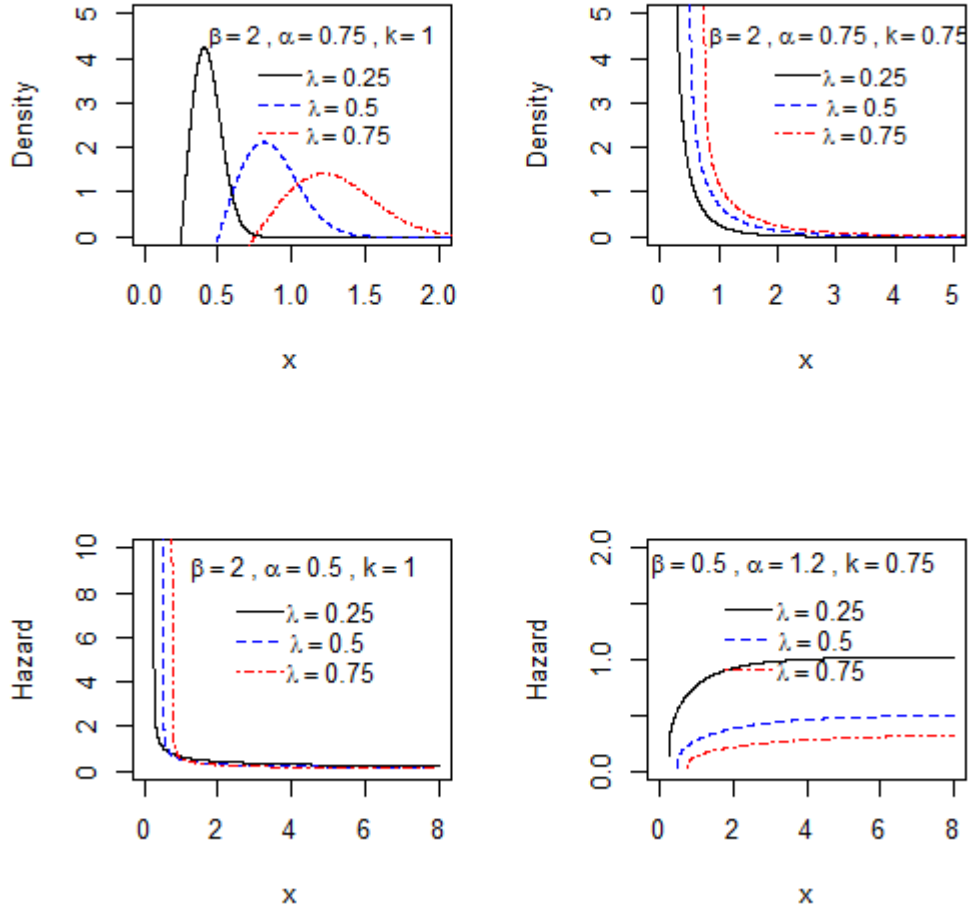 β = 2 , α = 0.75 , k = 1
λ = 0.25
λ = 0.5
λ = 0.75
Density
0 1 2 3 4 5
0.0 0.5 1.0 1.5 2.0
x
β = 2 , α = 0.75 , k = 0.75
λ = 0.25
λ = 0.5
λ = 0.75
Density
0 1 2 3 4 5
0 1 2 3 4 5
x
β = 2 , α = 0.5 , k = 1
λ = 0.25
λ = 0.5
λ = 0.75
Hazard
0 2 4 6 8 10
0 2 4 6 8
x
β = 0.5 , α = 1.2 , k = 0.75
λ = 0.25
λ = 0.5
λ = 0.75
Hazard
0.0 1.0 2.0
0 2 4 6 8
x